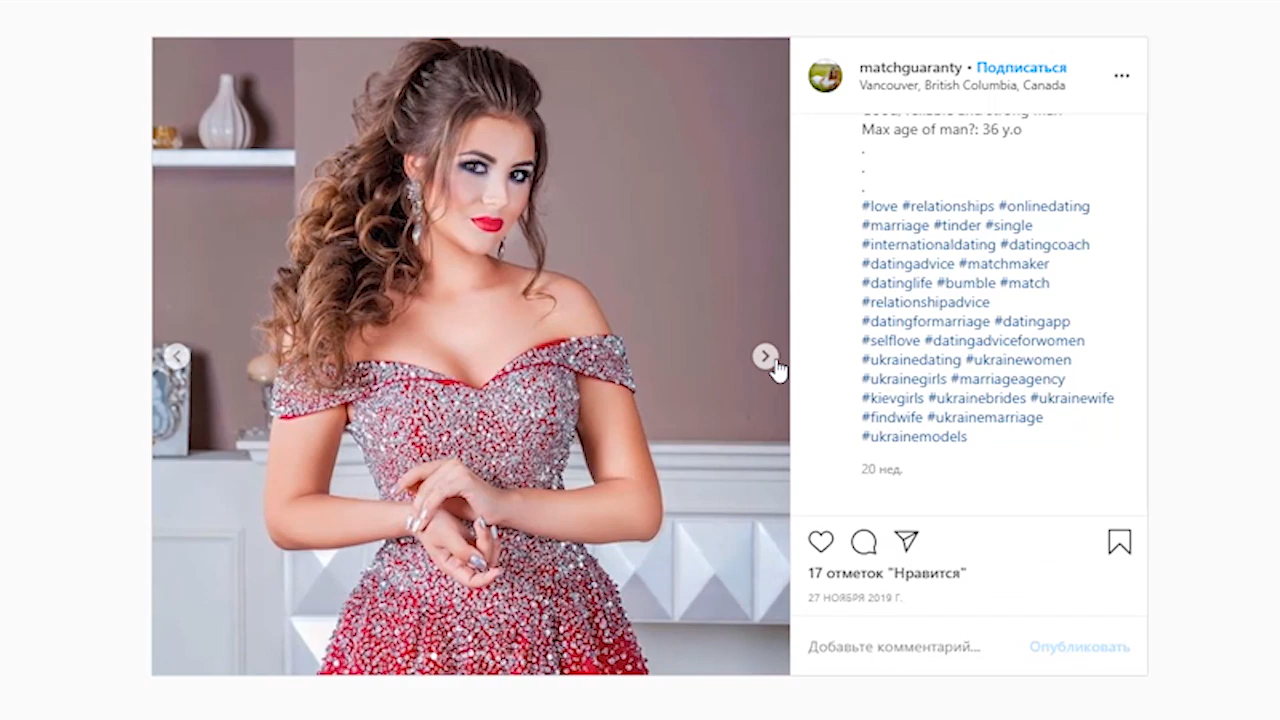 matchguaranty • Подписаться
Vancouver, British Columbia, Canada
Max age of man?: 36 y.o
.
.
.
#love #relationships #onlinedating
#marriage #tinder #single
#internationaldating #datingcoach
#datingadvice #matchmaker
#datinglife #bumble #match
#relationshipadvice
#datingformarriage #datingapp
#selflove #datingadviceforwomen
#ukrainedating #ukrainewomen
#ukrainegirls #marriageagency
#kievgirls #ukrainebrides #ukrainewife
#findwife #ukrainemarriage
#ukrainemodels
20 нед.
17 отметок "Нравится"
27 НОЯБРЯ 2019 Г.
Добавьте комментарий...
Опубликовать